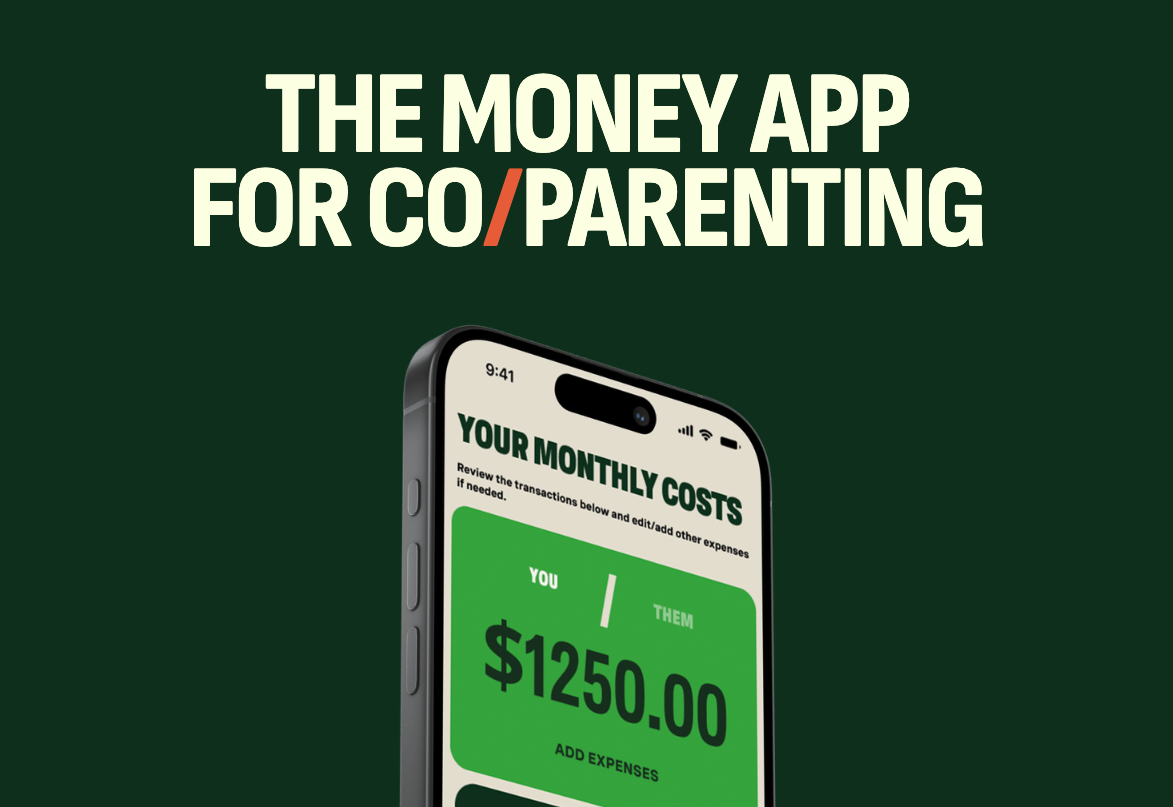 THE MONEY APP
FOR CO/PARENTING
9:41
YOUR MONTHLY COSTS
Review the transactions below and edit/add other expenses
if needed.
YOU / THEM
$1250.00
ADD EXPENSES